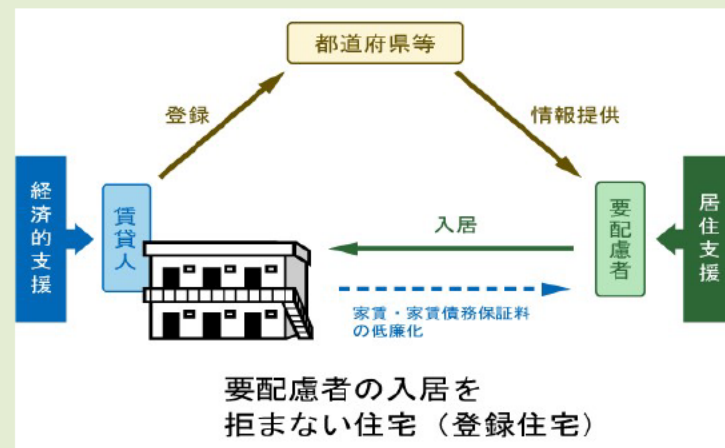 都道府県等
登録
情報提供
経済的支援
賃貸人
入居
要配慮者
居住支援
家賃・家賃債務保証料
の低廉化
要配慮者の入居を
拒まない住宅（登録住宅）